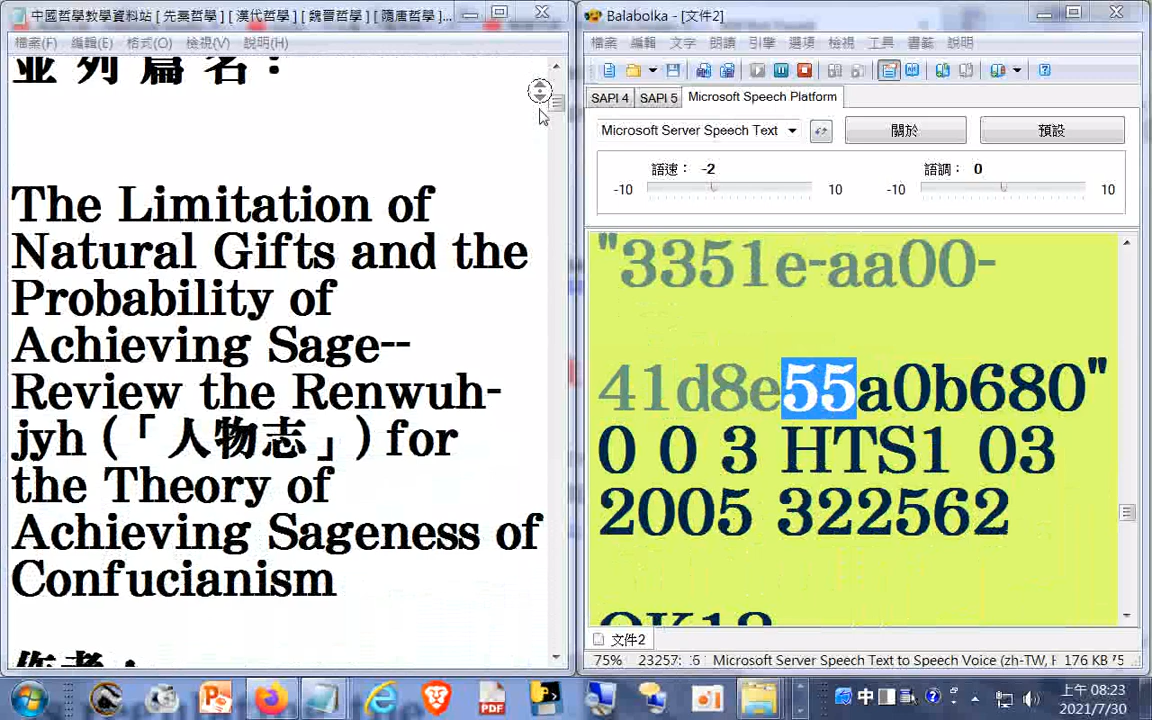 中國哲學教學資料站 [ 先秦哲學 ] [ 漢代哲學 ] [ 魏晉哲學 ] [ 隋唐哲學 ]...
檔案(F) 編輯(E) 格式(O) 檢視(V) 說明(H)
並 列 篇 名 :
The Limitation of
Natural Gifts and the
Probability of
Achieving Sage--
Review the Renwuh-
jyh (「人物志」) for
the Theory of
Achieving Sageness of
Confucianism
作者 :
Balabolka - [文件2]
檔案 編輯 文字 朗讀 引擎 選項 檢視 工具 書籤 說明
SAPI 4 SAPI 5 Microsoft Speech Platform
Microsoft Server Speech Text 關於 預設
語速： -2 語調： 0
-10 10 -10 10
"3351e-aa00-
41d8e55a0b680"
0 0 3 HTS1 03
2005 322562
文件2
75% 23257: :6 Microsoft Server Speech Text to Speech Voice (zh-TW, H 176 KB 75
PDF 中 上午 08:23
2021/7/30